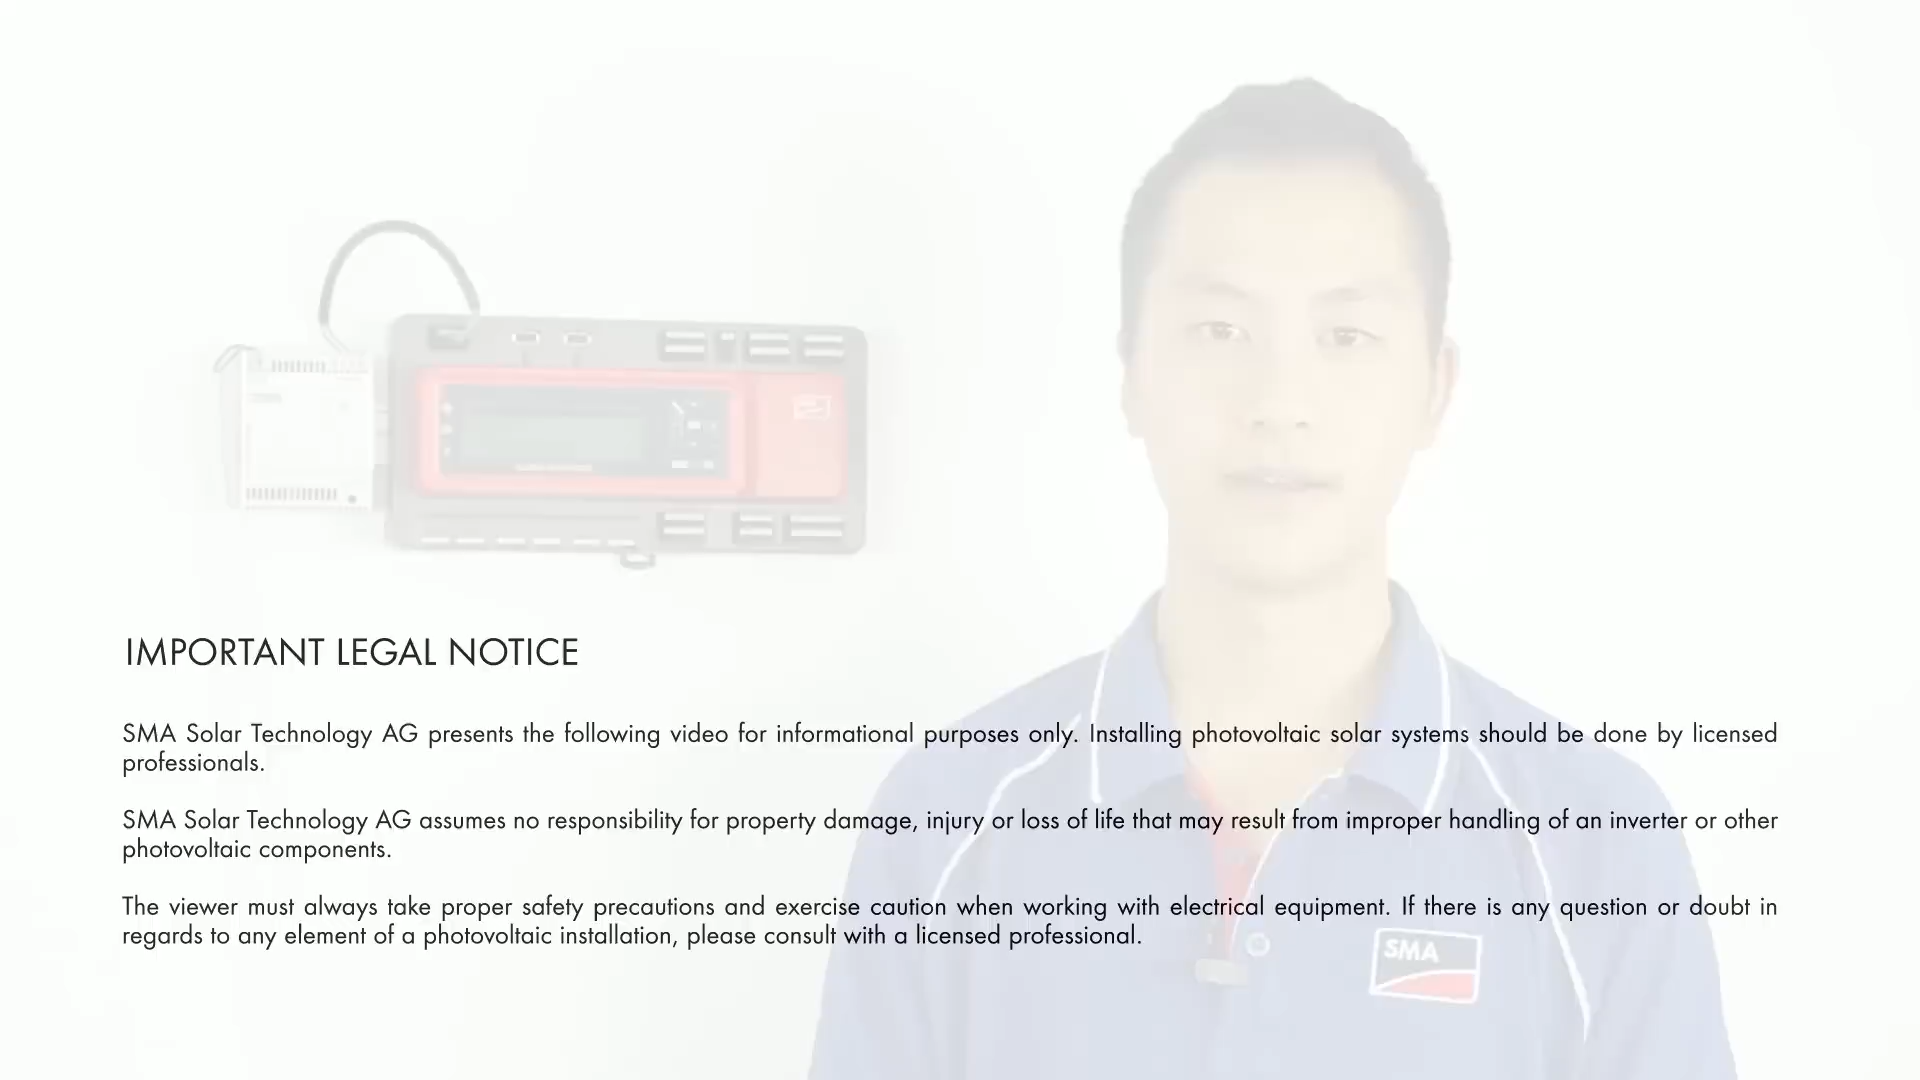 IMPORTANT LEGAL NOTICE
SMA Solar Technology AG presents the following video for informational purposes only. Installing photovoltaic solar systems should be done by licensed
professionals.
SMA Solar Technology AG assumes no responsibility for property damage, injury or loss of life that may result from improper handling of an inverter or other
photovoltaic components.
The viewer must always take proper safety precautions and exercise caution when working with electrical equipment. If there is any question or doubt in
regards to any element of a photovoltaic installation, please consult with a licensed professional.
SMA